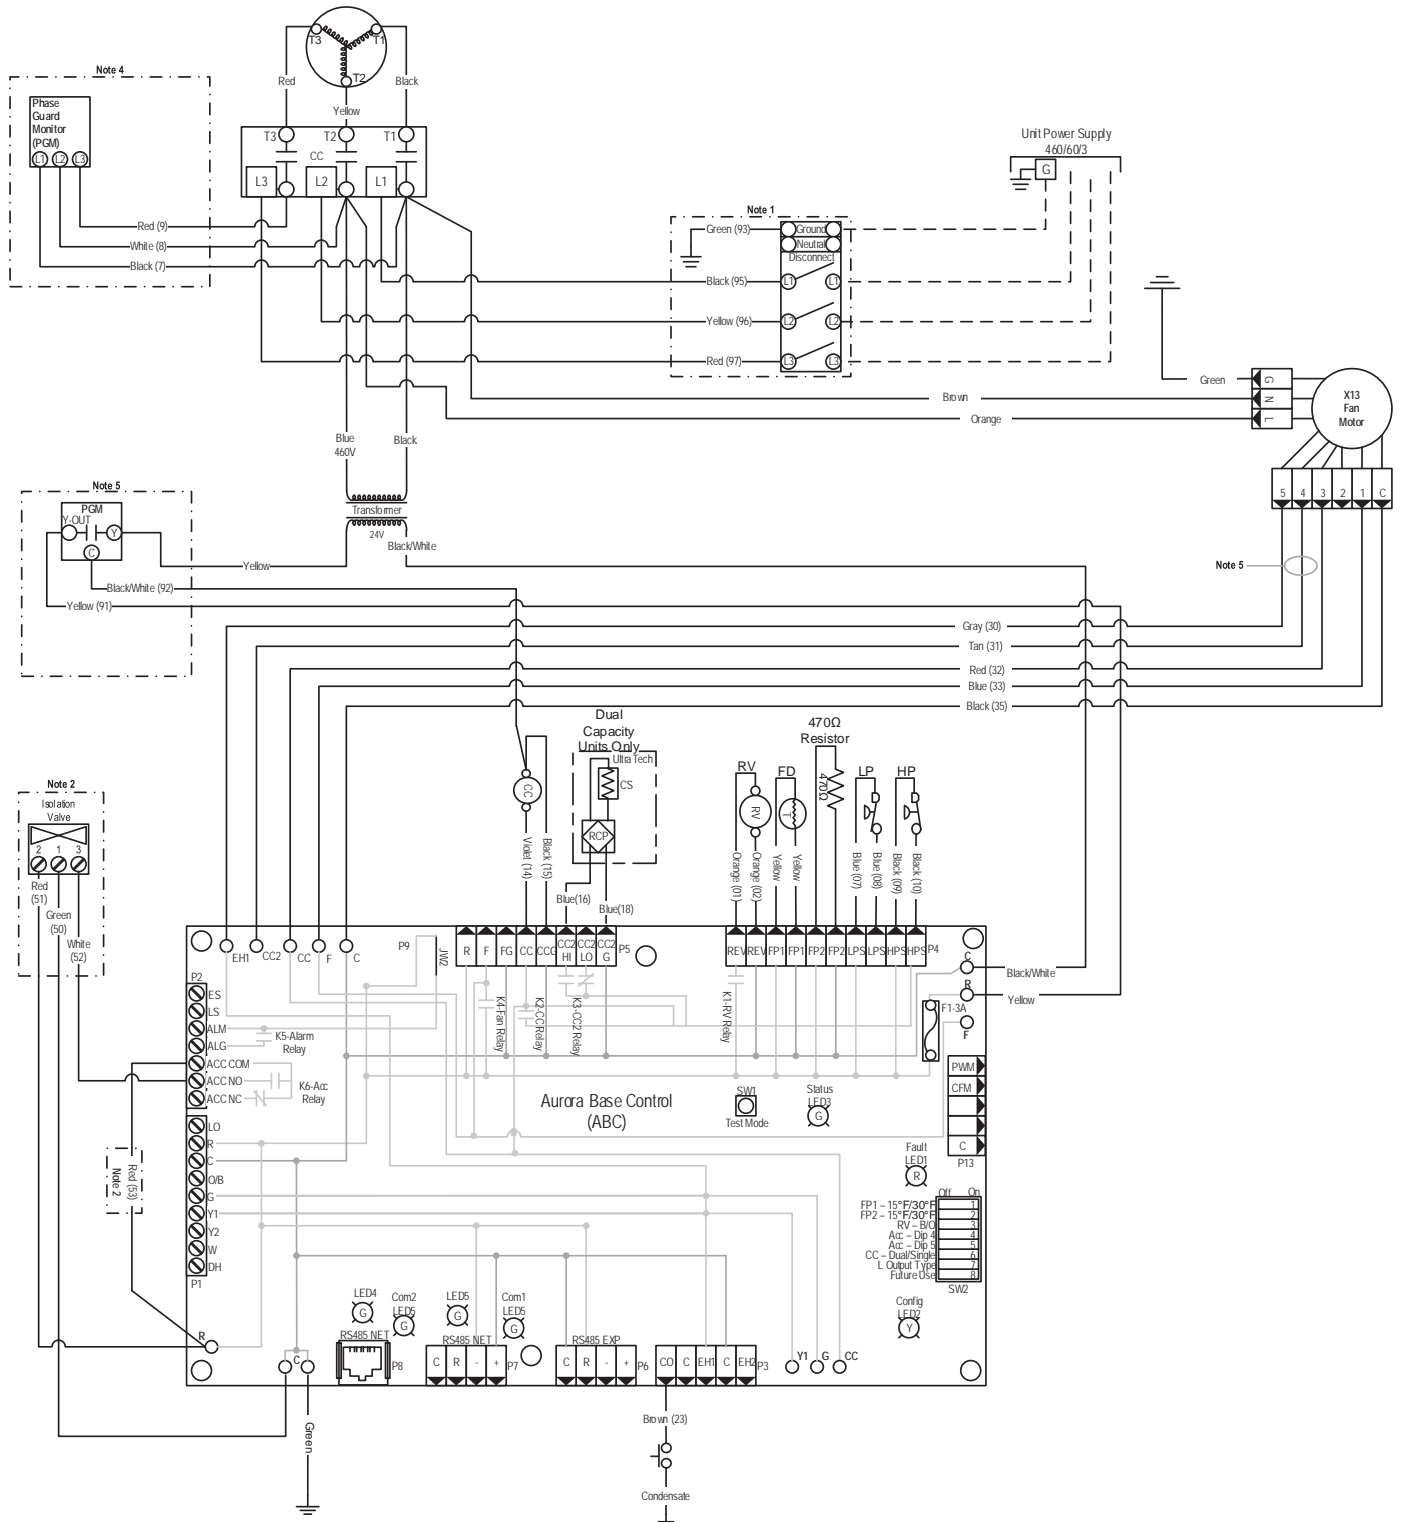 T3
T1
T2
Red
Black
Yellow
Note 4
Phase
Guard
Monitor
(PGM)
L1 L2 L3
T3 T2 T1
CC
L3 L2 L1
Unit Power Supply
460/60/3
G
Note 1
Red (9)
White (8)
Black (7)
Green (93)
Ground
Neutral
Disconnect
Black (95)
L1 L1
Yellow (96)
L2 L2
Red (97)
L3 L3
Green
Brown
Orange
G
N
L
X13
Fan
Motor
Blue
460V
Black
5 4 3 2 1 C
Note 5
PGM
Y-OUT
Y
C
Transformer
24V
Black/White
Yellow
Black/White (92)
Yellow (91)
Note 5
Gray (30)
Tan (31)
Red (32)
Blue (33)
Black (35)
Dual
Capacity
Units Only
Ultra Tech
CS
RCP
CC
Violet (14)
Black (15)
Blue(16)
Blue(18)
470Ω
Resistor
470Ω
RV
RV
FD
T
LP
HP
Orange (01)
Orange (02)
Yellow
Yellow
Blue (07)
Blue (08)
Black (09)
Black (10)
Note 2
Isolation
Valve
2 1 3
Red
(51)
Green
(50)
White
(52)
EH1
CC2
CC
F
C
P9
JW2
R F FG CC CCG
CC2
HI
CC2
LO
CC2
G
P5
REV REV FP1 FP1 FP2 FP2 LPS LPS HPS HPS
P4
C
R
F
Black/White
Yellow
F1-3A
P2
ES
LS
ALM
ALG
ACC COM
ACC NO
ACC NC
K5-Alarm
Relay
K6-Acc
Relay
K4-Fan Relay
K2-CC Relay
K3-CC2 Relay
K1-RV Relay
Aurora Base Control
(ABC)
SW1
Test Mode
Status
LED3
G
PWM
CFM
C
P13
LO
R
C
O/B
G
Y1
Y2
W
DH
P1
Red (53)
Note 2
Fault
LED1
R
Off On
FP1 – 15°F/30°F 1
FP2 – 15°F/30°F 2
RV – B/O 3
Acc – Dip 4 4
Acc – Dip 5 5
CC – Dual/Single 6
L Output Type 7
Future Use 8
SW2
Config
LED2
Y
R
C
LED4
G
Com2
LED5
G
LED5
G
Com1
LED5
G
RS485 NET
P8
RS485 NET
C R - +
P7
RS485 EXP
C R - +
P6
CO C EH1 C EH2
P3
Y1 G CC
Green
Brown (23)
Condensate